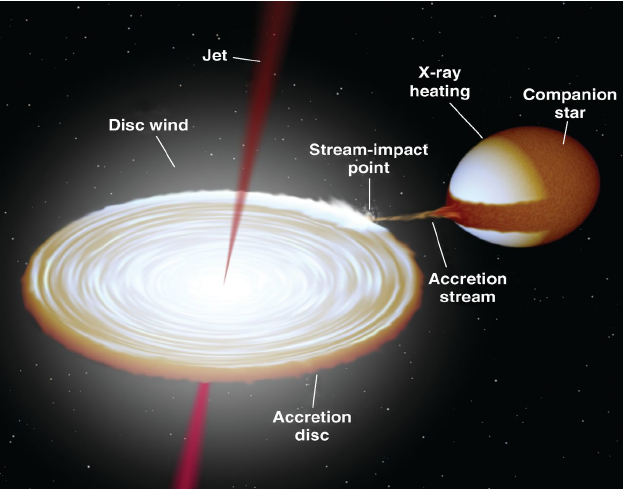 Jet
X-ray
heating
Companion
star
Disc wind
Stream-impact
point
Accretion
stream
Accretion
disc